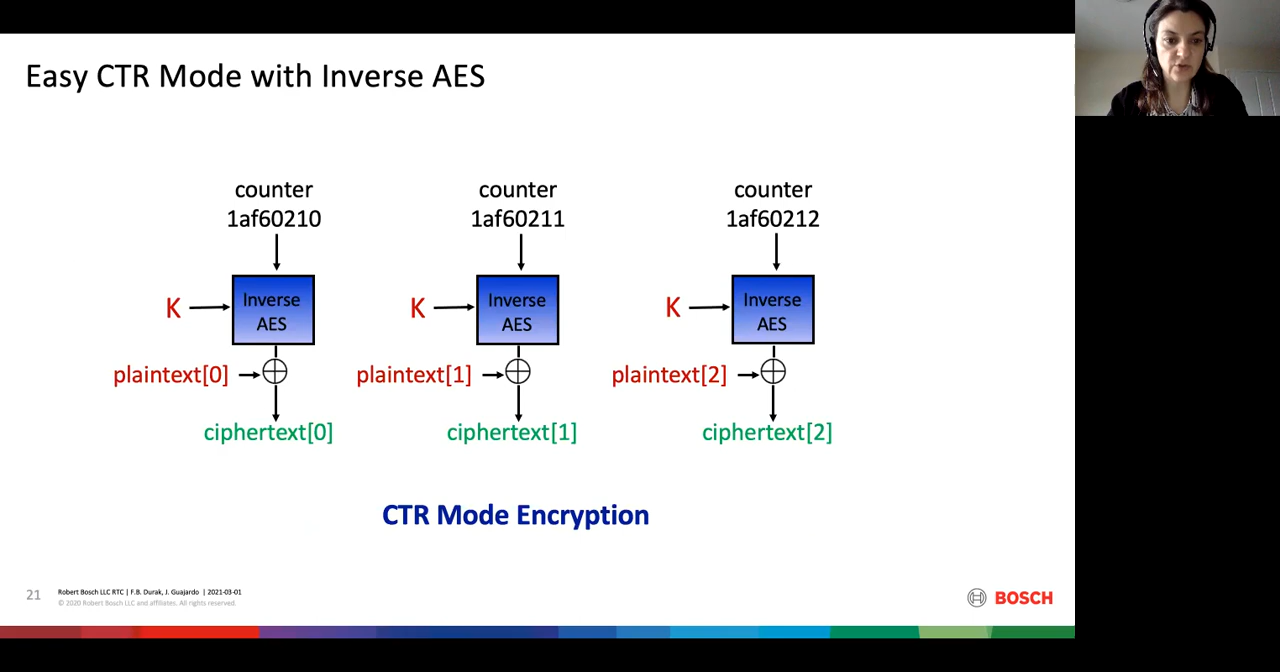 Easy CTR Mode with Inverse AES
counter
1af60210
counter
1af60211
counter
1af60212
K
Inverse
AES
K
Inverse
AES
K
Inverse
AES
plaintext[0]
plaintext[1]
plaintext[2]
ciphertext[0]
ciphertext[1]
ciphertext[2]
CTR Mode Encryption
21
Robert Bosch LLC RTC | F.B. Durak, J. Guajardo | 2021-03-01
© 2020 Robert Bosch LLC and affiliates. All rights reserved.
BOSCH